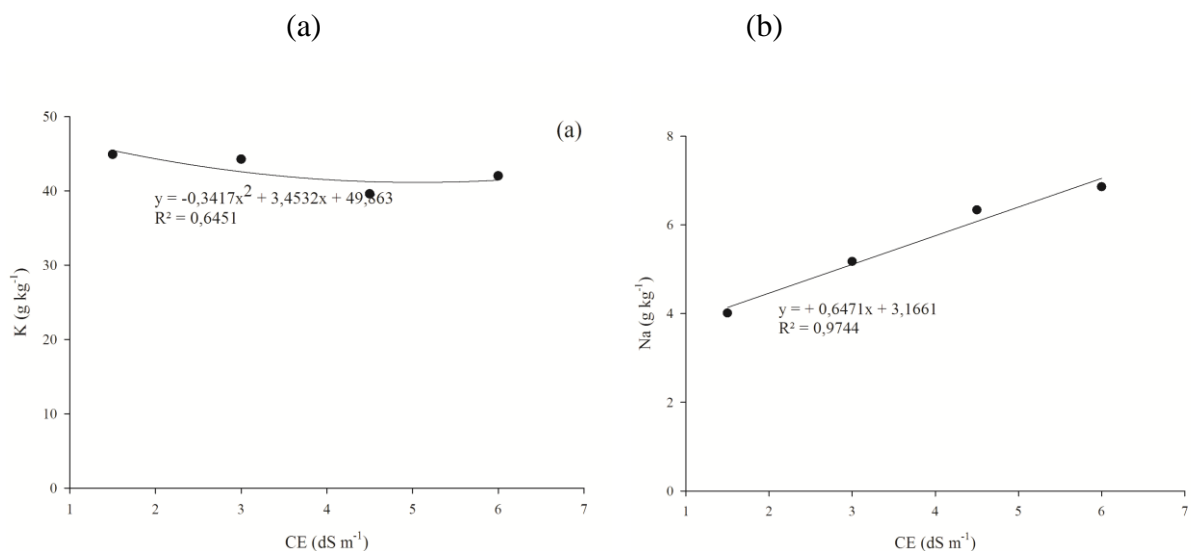 (a)
(b)
50
40
30
20
10
0
(a)
y = -0,3417x² + 3,4532x + 49,863
R² = 0,6451
K (g kg⁻¹)
1 2 3 4 5 6 7
CE (dS m⁻¹)
8
6
4
2
0
y = + 0,6471x + 3,1661
R² = 0,9744
Na (g kg⁻¹)
1 2 3 4 5 6 7
CE (dS m⁻¹)